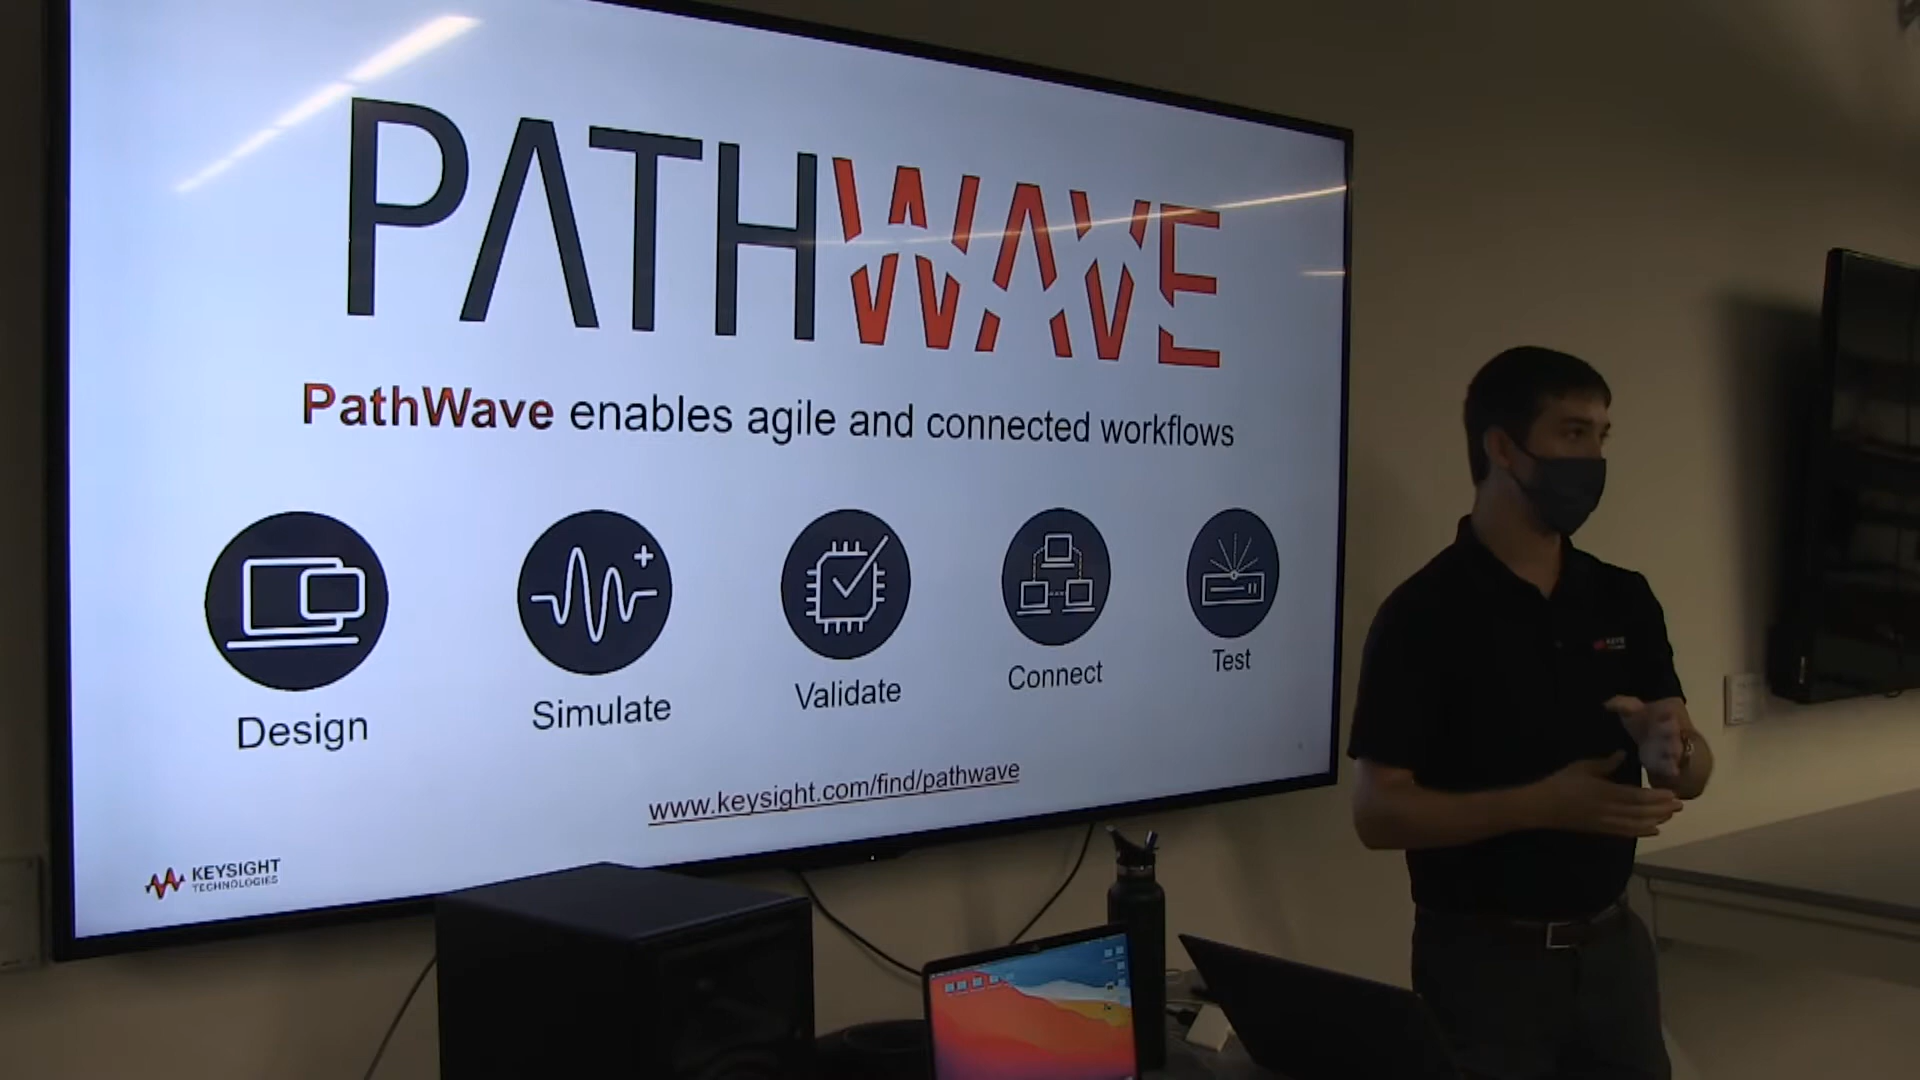 PATHWAVE
PathWave enables agile and connected workflows
Design
Simulate
Validate
Connect
Test
www.keysight.com/find/pathwave
KEYSIGHT
TECHNOLOGIES